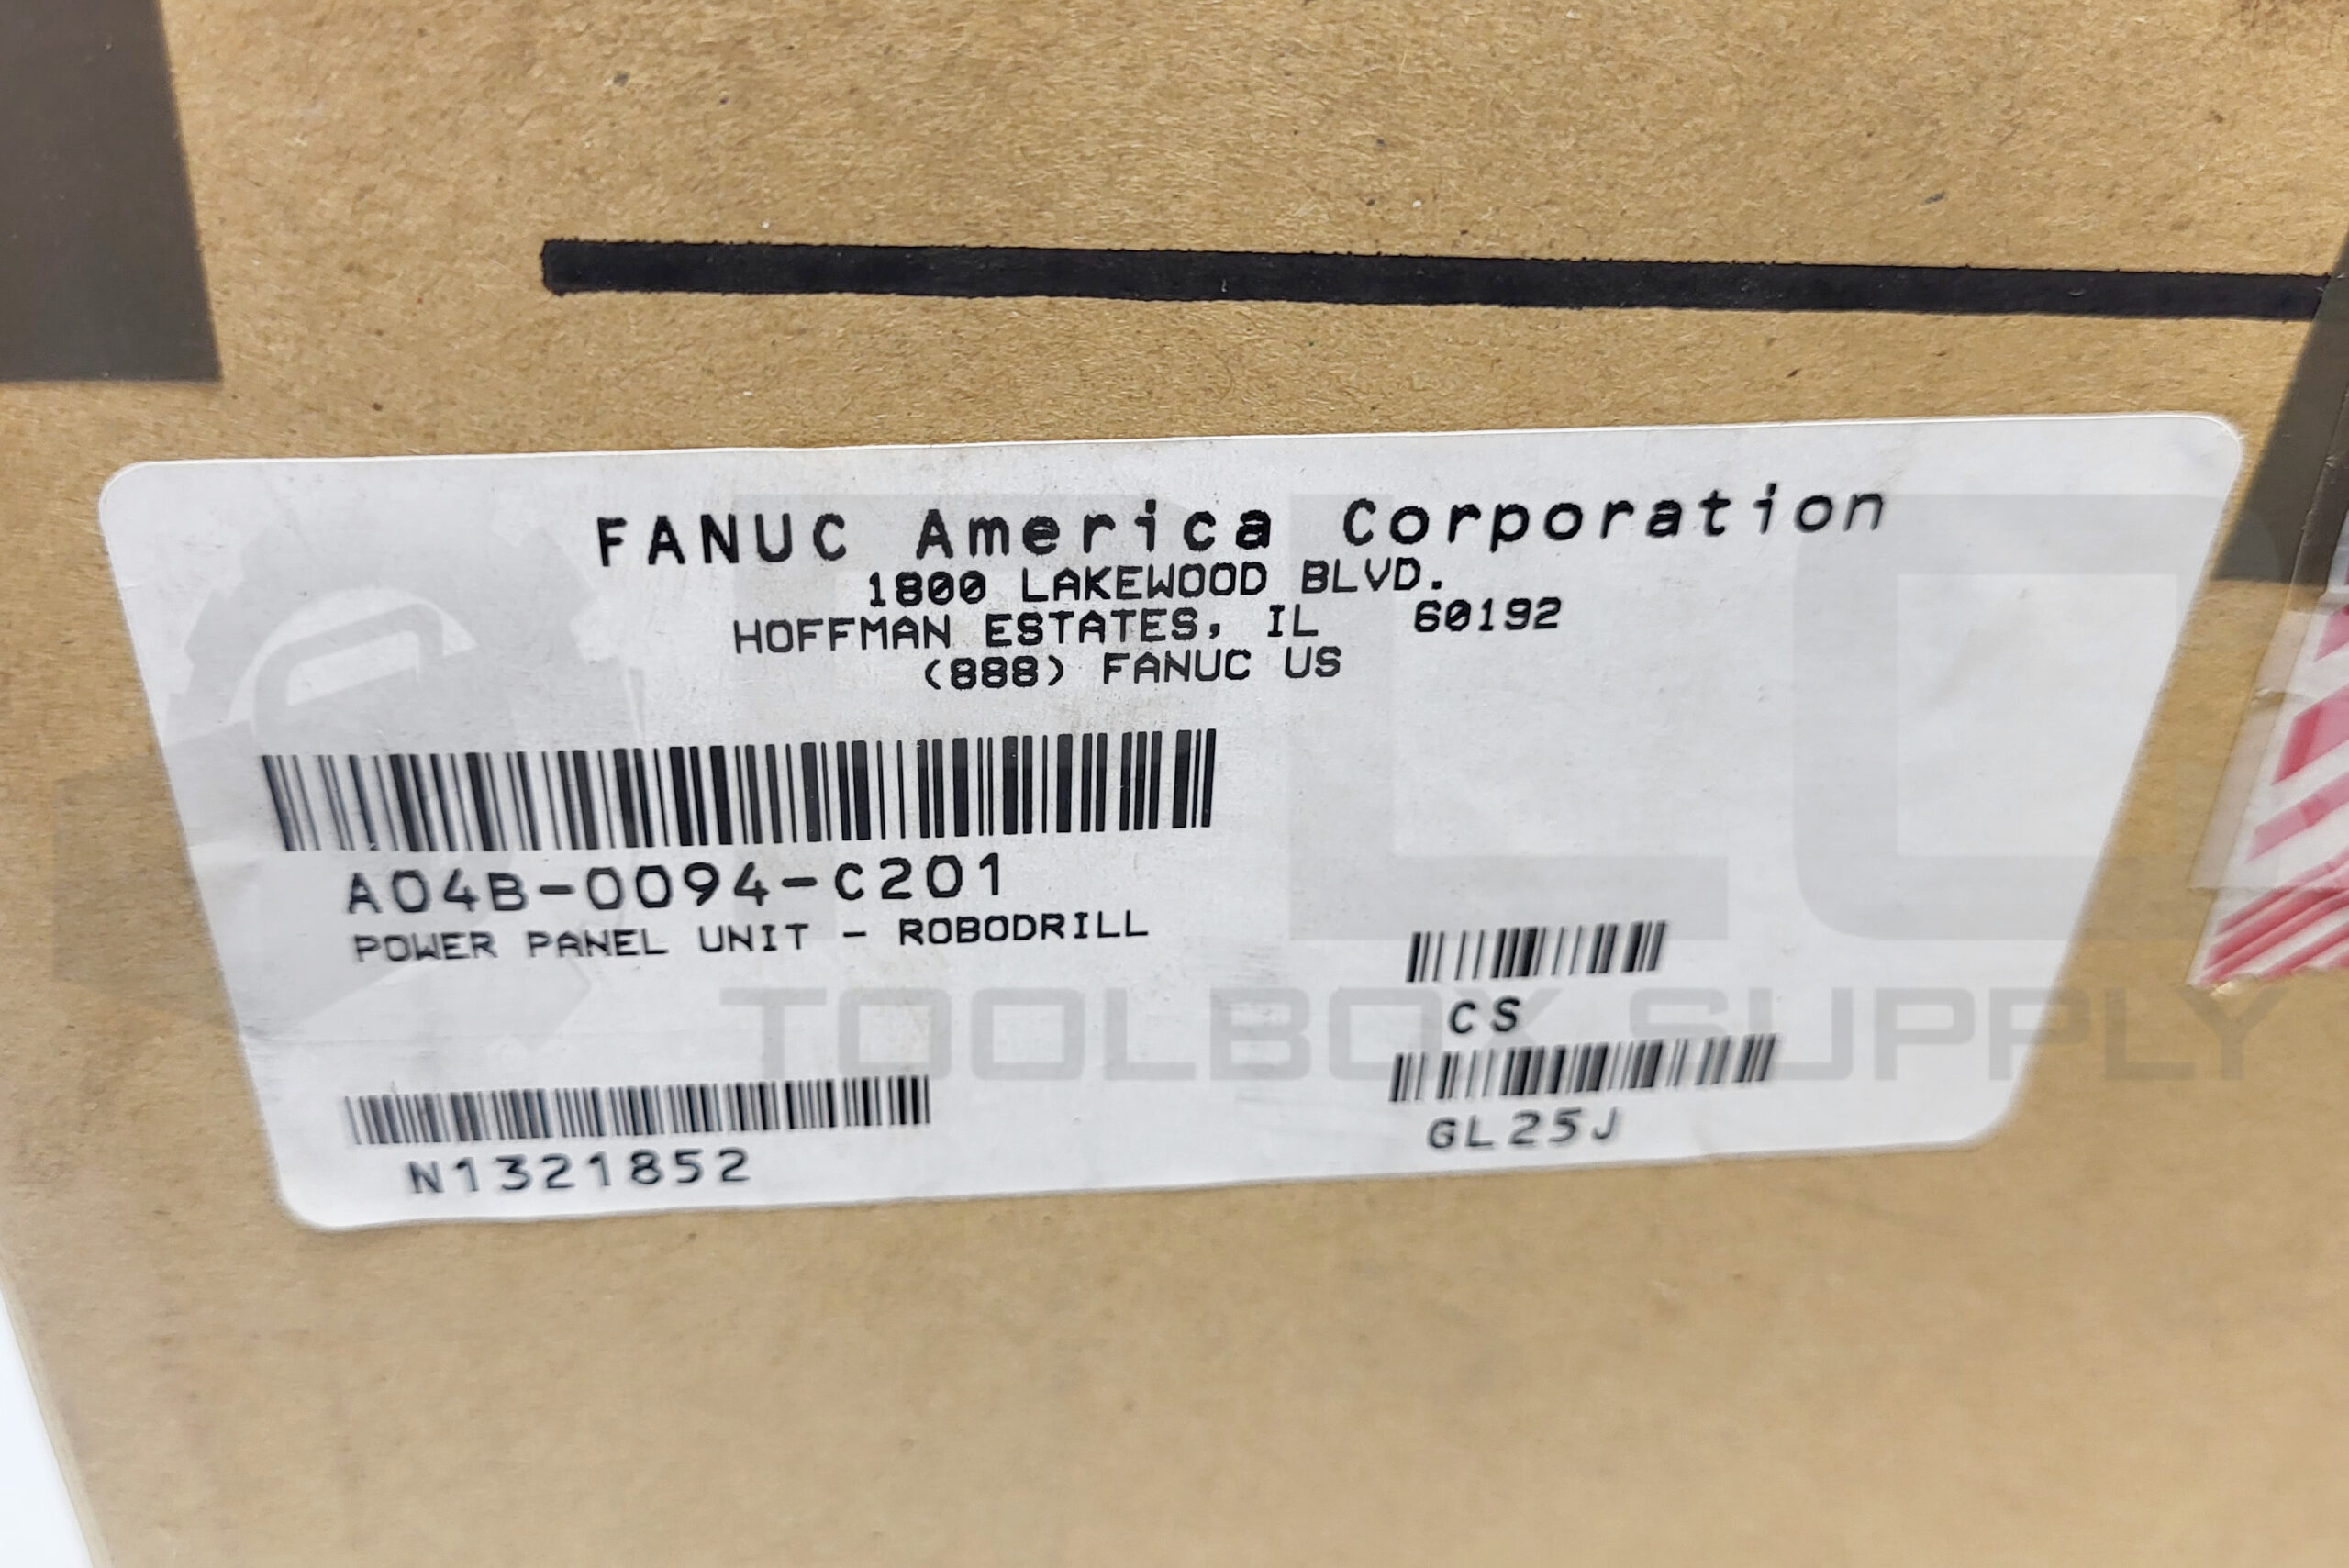 FANUC America Corporation
1800 LAKEWOOD BLVD.
HOFFMAN ESTATES, IL 60192
(888) FANUC US
A04B-0094-C201
POWER PANEL UNIT - ROBODRILL
CS
GL25J
N1321852
PLC
TOOLBOX SUPPLY